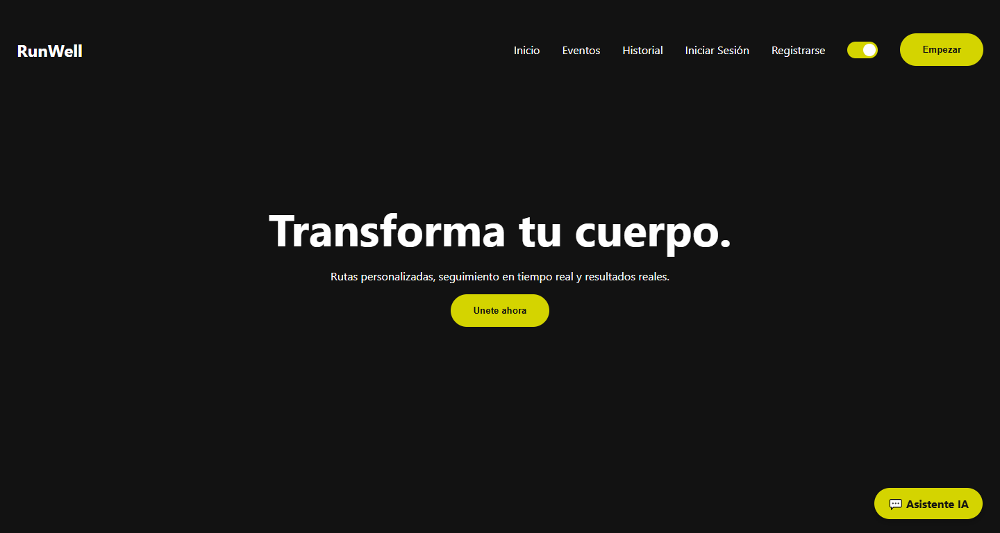 RunWell
Inicio Eventos Historial Iniciar Sesión Registrarse Empezar
Transforma tu cuerpo.
Rutas personalizadas, seguimiento en tiempo real y resultados reales.
Unete ahora
💬 Asistente IA